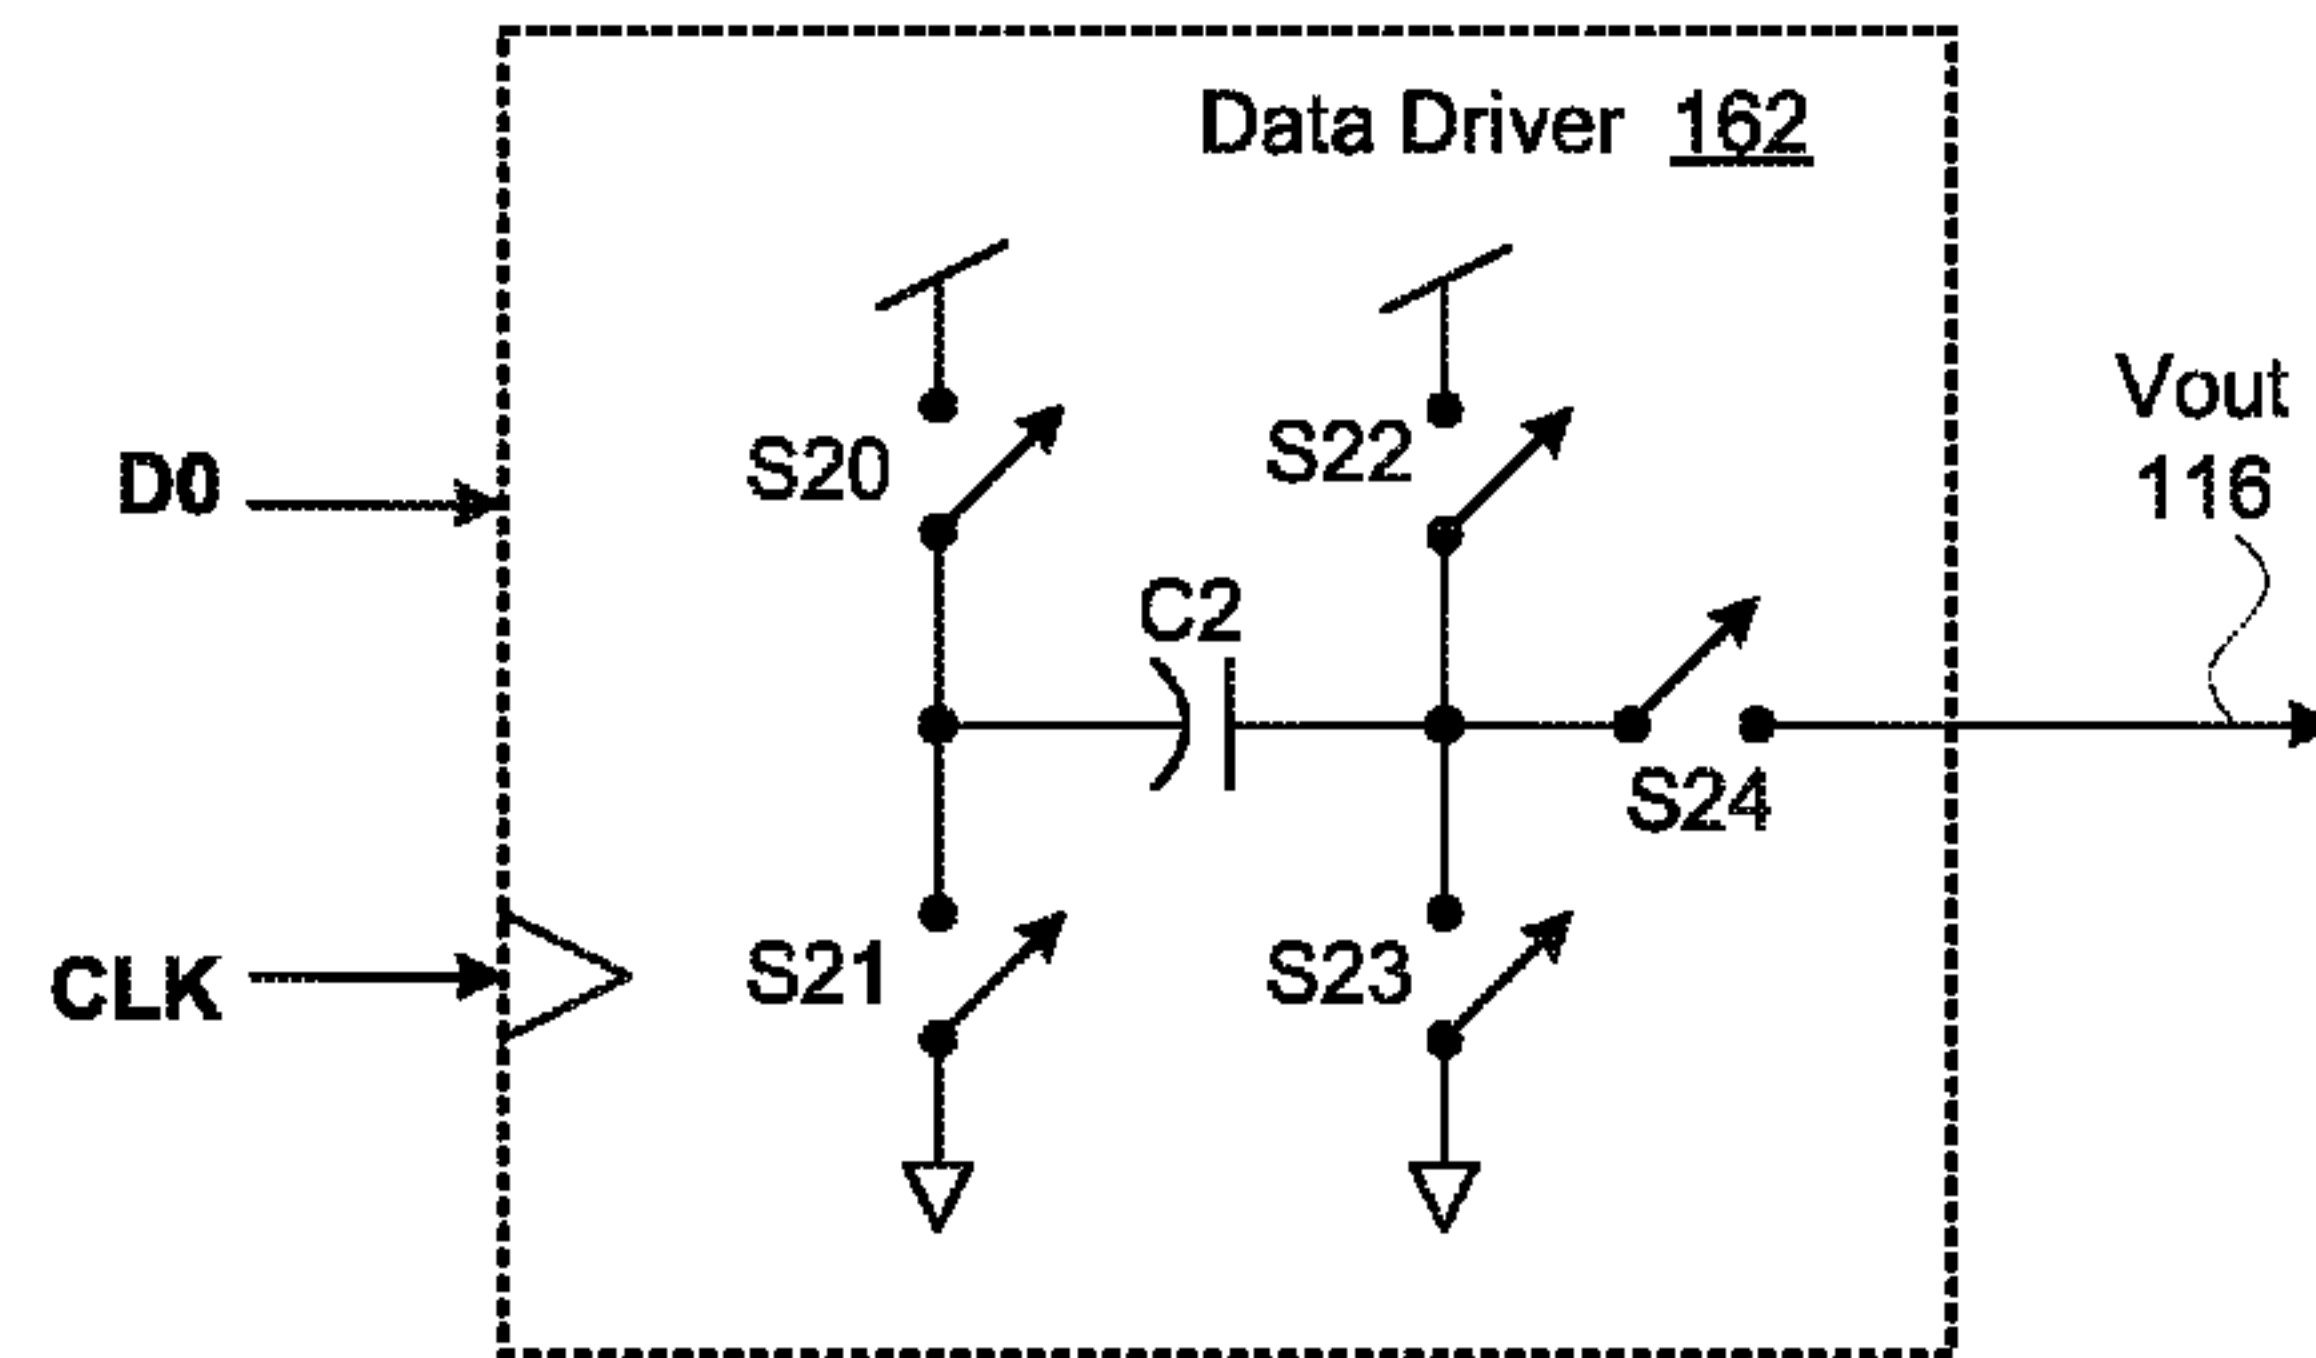 Data Driver 162
Vout
116
D0
S20
S22
C2
S24
CLK
S21
S23